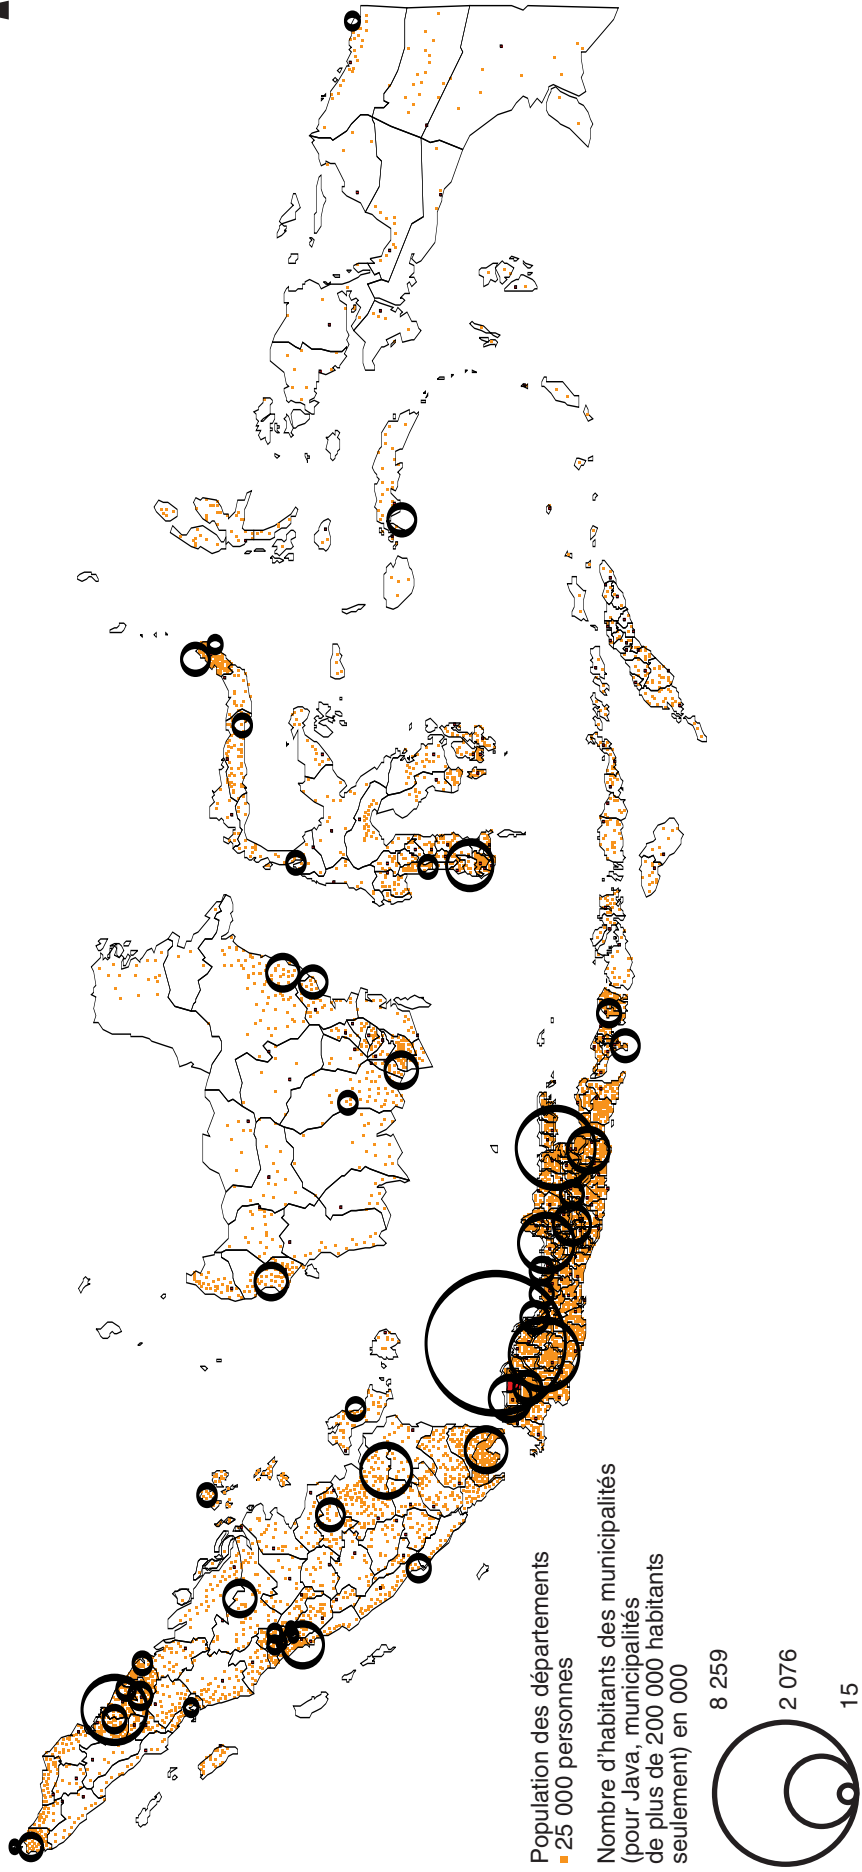 Population des départements
25 000 personnes
Nombre d'habitants des municipalités
(pour Java, municipalités
de plus de 200 000 habitants
seulement) en 000
8 259
2 076
15